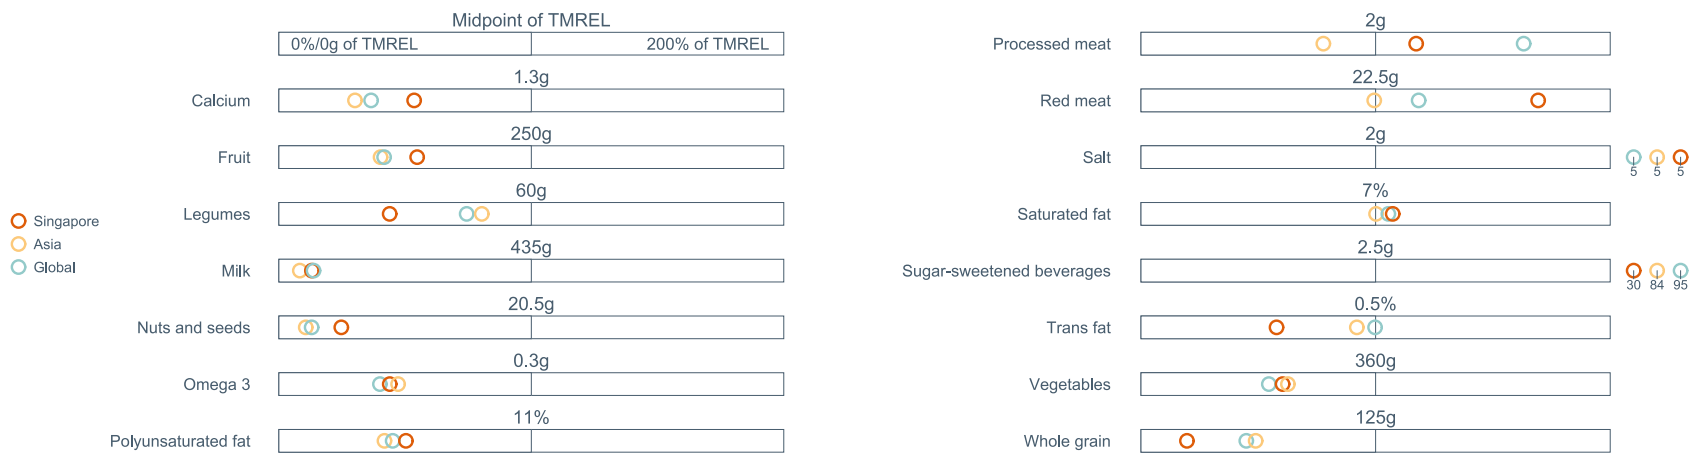 Midpoint of TMREL
0%/0g of TMREL
200% of TMREL
1.3g
Calcium
250g
Fruit
60g
Legumes
435g
Milk
20.5g
Nuts and seeds
0.3g
Omega 3
11%
Polyunsaturated fat
Singapore
Asia
Global
2g
Processed meat
22.5g
Red meat
2g
Salt
5 5 5
7%
Saturated fat
2.5g
Sugar-sweetened beverages
30 84 95
0.5%
Trans fat
360g
Vegetables
125g
Whole grain